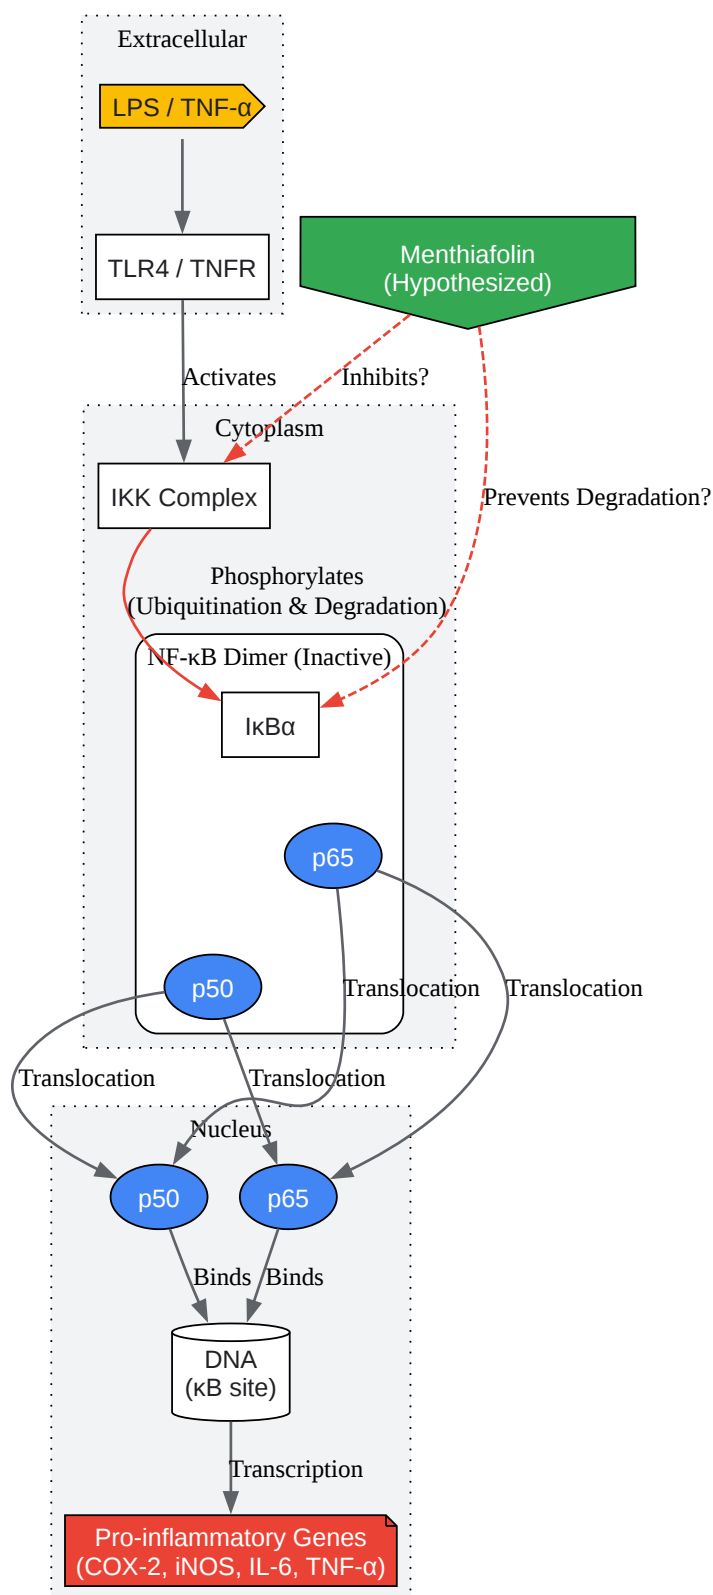 Extracellular
LPS / TNF-α
TLR4 / TNFR
Menthiafolin
(Hypothesized)
Activates
Inhibits?
Cytoplasm
IKK Complex
Prevents Degradation?
Phosphorylates
(Ubiquitination & Degradation)
NF-κB Dimer (Inactive)
IκBα
p65
p50
Translocation
Translocation
Translocation
Translocation
Nucleus
p50
p65
Binds
Binds
DNA
(κB site)
Transcription
Pro-inflammatory Genes
(COX-2, iNOS, IL-6, TNF-α)